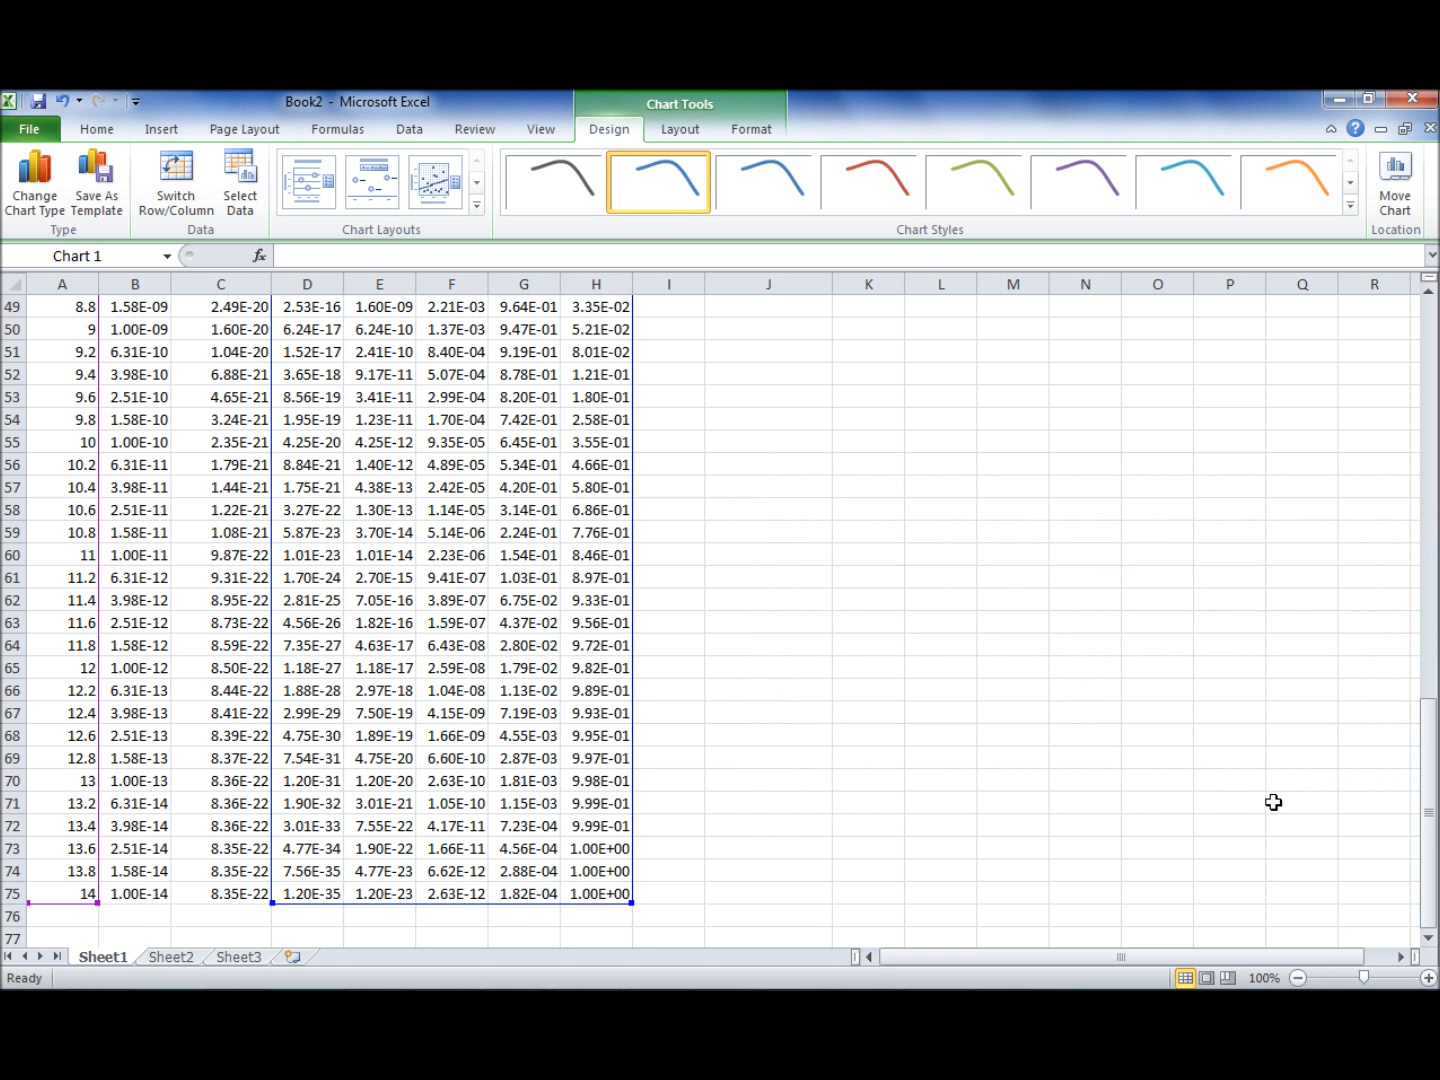 Book2 - Microsoft Excel
Chart Tools
File Home Insert Page Layout Formulas Data Review View Design Layout Format
Change Chart Type
Save As Template
Switch Row/Column
Select Data
Move Chart
Type Data Chart Layouts Chart Styles Location
Chart 1 fx
A B C D E F G H I J K L M N O P Q R
49 8.8 1.58E-09 2.49E-20 2.53E-16 1.60E-09 2.21E-03 9.64E-01 3.35E-02
50 9 1.00E-09 1.60E-20 6.24E-17 6.24E-10 1.37E-03 9.47E-01 5.21E-02
51 9.2 6.31E-10 1.04E-20 1.52E-17 2.41E-10 8.40E-04 9.19E-01 8.01E-02
52 9.4 3.98E-10 6.88E-21 3.65E-18 9.17E-11 5.07E-04 8.78E-01 1.21E-01
53 9.6 2.51E-10 4.65E-21 8.56E-19 3.41E-11 2.99E-04 8.20E-01 1.80E-01
54 9.8 1.58E-10 3.24E-21 1.95E-19 1.23E-11 1.70E-04 7.42E-01 2.58E-01
55 10 1.00E-10 2.35E-21 4.25E-20 4.25E-12 9.35E-05 6.45E-01 3.55E-01
56 10.2 6.31E-11 1.79E-21 8.84E-21 1.40E-12 4.89E-05 5.34E-01 4.66E-01
57 10.4 3.98E-11 1.44E-21 1.75E-21 4.38E-13 2.42E-05 4.20E-01 5.80E-01
58 10.6 2.51E-11 1.22E-21 3.27E-22 1.30E-13 1.14E-05 3.14E-01 6.86E-01
59 10.8 1.58E-11 1.08E-21 5.87E-23 3.70E-14 5.14E-06 2.24E-01 7.76E-01
60 11 1.00E-11 9.87E-22 1.01E-23 1.01E-14 2.23E-06 1.54E-01 8.46E-01
61 11.2 6.31E-12 9.31E-22 1.70E-24 2.70E-15 9.41E-07 1.03E-01 8.97E-01
62 11.4 3.98E-12 8.95E-22 2.81E-25 7.05E-16 3.89E-07 6.75E-02 9.33E-01
63 11.6 2.51E-12 8.73E-22 4.56E-26 1.82E-16 1.59E-07 4.37E-02 9.56E-01
64 11.8 1.58E-12 8.59E-22 7.35E-27 4.63E-17 6.43E-08 2.80E-02 9.72E-01
65 12 1.00E-12 8.50E-22 1.18E-27 1.18E-17 2.59E-08 1.79E-02 9.82E-01
66 12.2 6.31E-13 8.44E-22 1.88E-28 2.97E-18 1.04E-08 1.13E-02 9.89E-01
67 12.4 3.98E-13 8.41E-22 2.99E-29 7.50E-19 4.15E-09 7.19E-03 9.93E-01
68 12.6 2.51E-13 8.39E-22 4.75E-30 1.89E-19 1.66E-09 4.55E-03 9.95E-01
69 12.8 1.58E-13 8.37E-22 7.54E-31 4.75E-20 6.60E-10 2.87E-03 9.97E-01
70 13 1.00E-13 8.36E-22 1.20E-31 1.20E-20 2.63E-10 1.81E-03 9.98E-01
71 13.2 6.31E-14 8.36E-22 1.90E-32 3.01E-21 1.05E-10 1.15E-03 9.99E-01
72 13.4 3.98E-14 8.36E-22 3.01E-33 7.55E-22 4.17E-11 7.23E-04 9.99E-01
73 13.6 2.51E-14 8.35E-22 4.77E-34 1.90E-22 1.66E-11 4.56E-04 1.00E+00
74 13.8 1.58E-14 8.35E-22 7.56E-35 4.77E-23 6.62E-12 2.88E-04 1.00E+00
75 14 1.00E-14 8.35E-22 1.20E-35 1.20E-23 2.63E-12 1.82E-04 1.00E+00
76
77
Sheet1 Sheet2 Sheet3
Ready 100%